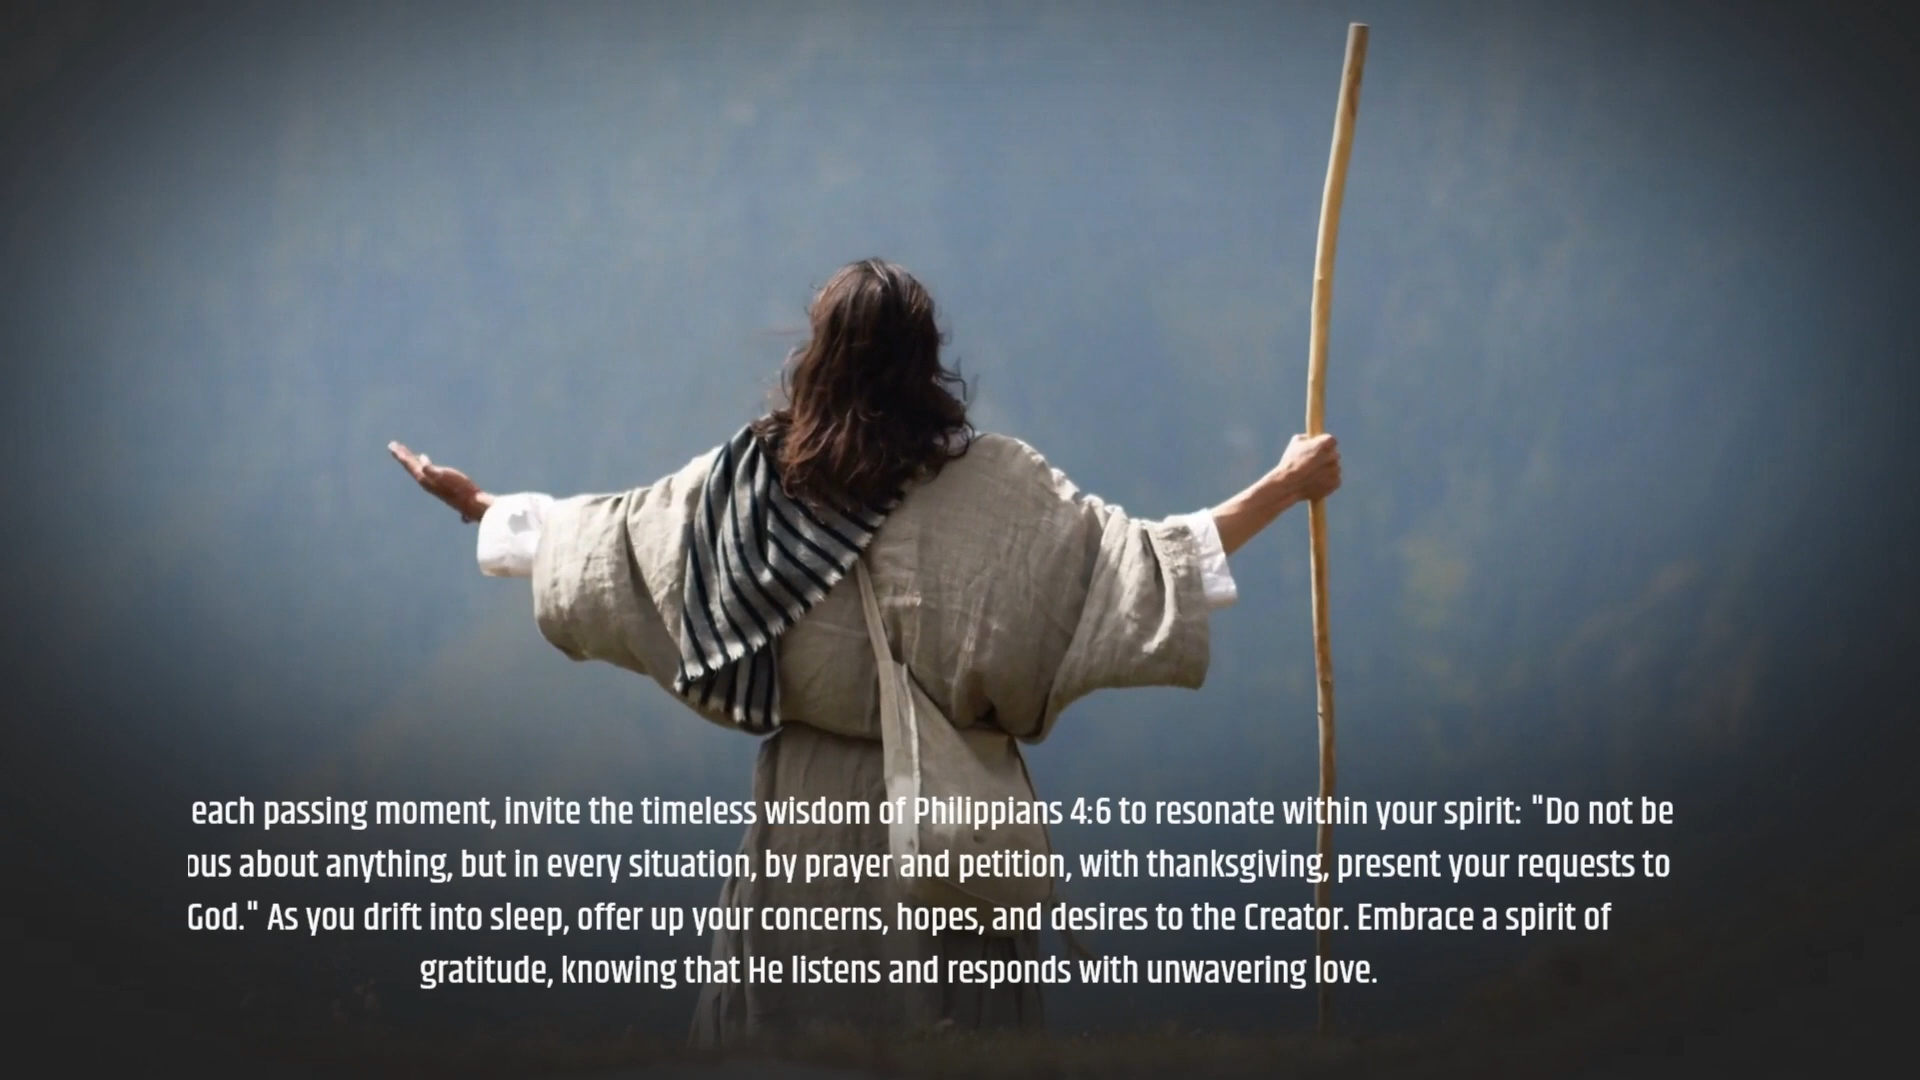 each passing moment, invite the timeless wisdom of Philippians 4:6 to resonate within your spirit: "Do not be
ous about anything, but in every situation, by prayer and petition, with thanksgiving, present your requests to
God." As you drift into sleep, offer up your concerns, hopes, and desires to the Creator. Embrace a spirit of
gratitude, knowing that He listens and responds with unwavering love.